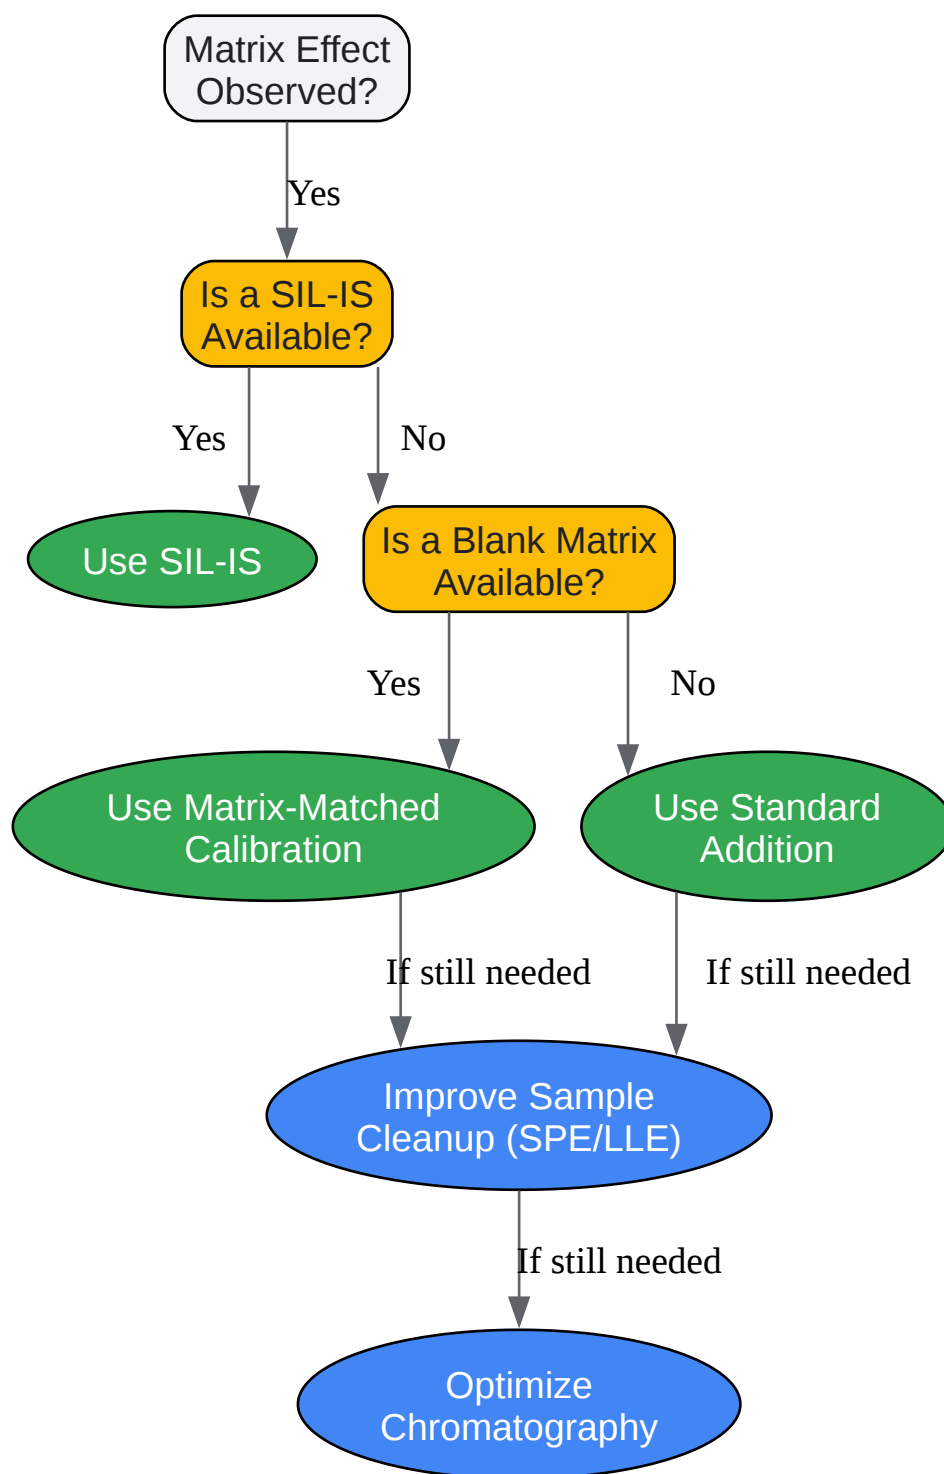 Matrix Effect
Observed?
Yes
Is a SIL-IS
Available?
Yes
No
Use SIL-IS
Is a Blank Matrix
Available?
Yes
No
Use Matrix-Matched
Calibration
Use Standard
Addition
If still needed
If still needed
Improve Sample
Cleanup (SPE/LLE)
If still needed
Optimize
Chromatography